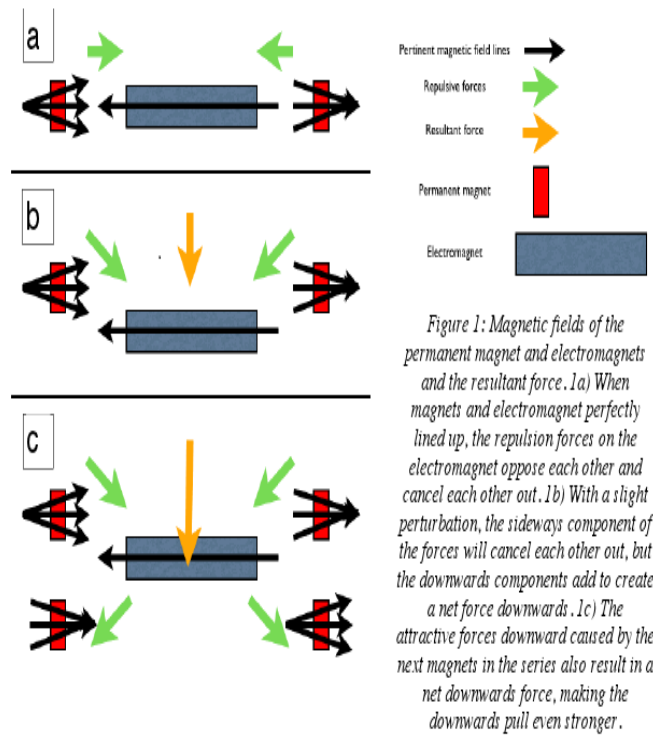 a
b
c
Pertinent magnetic field lines
Repulsive forces
Resultant force
Permanent magnet
Electromagnet
Figure 1: Magnetic fields of the
permanent magnet and electromagnets
and the resultant force. 1a) When
magnets and electromagnet perfectly
lined up, the repulsion forces on the
electromagnet oppose each other and
cancel each other out. 1b) With a slight
perturbation, the sideways component of
the forces will cancel each other out, but
the downwards components add to create
a net force downwards. 1c) The
attractive forces downward caused by the
next magnets in the series also result in a
net downwards force, making the
downwards pull even stronger.